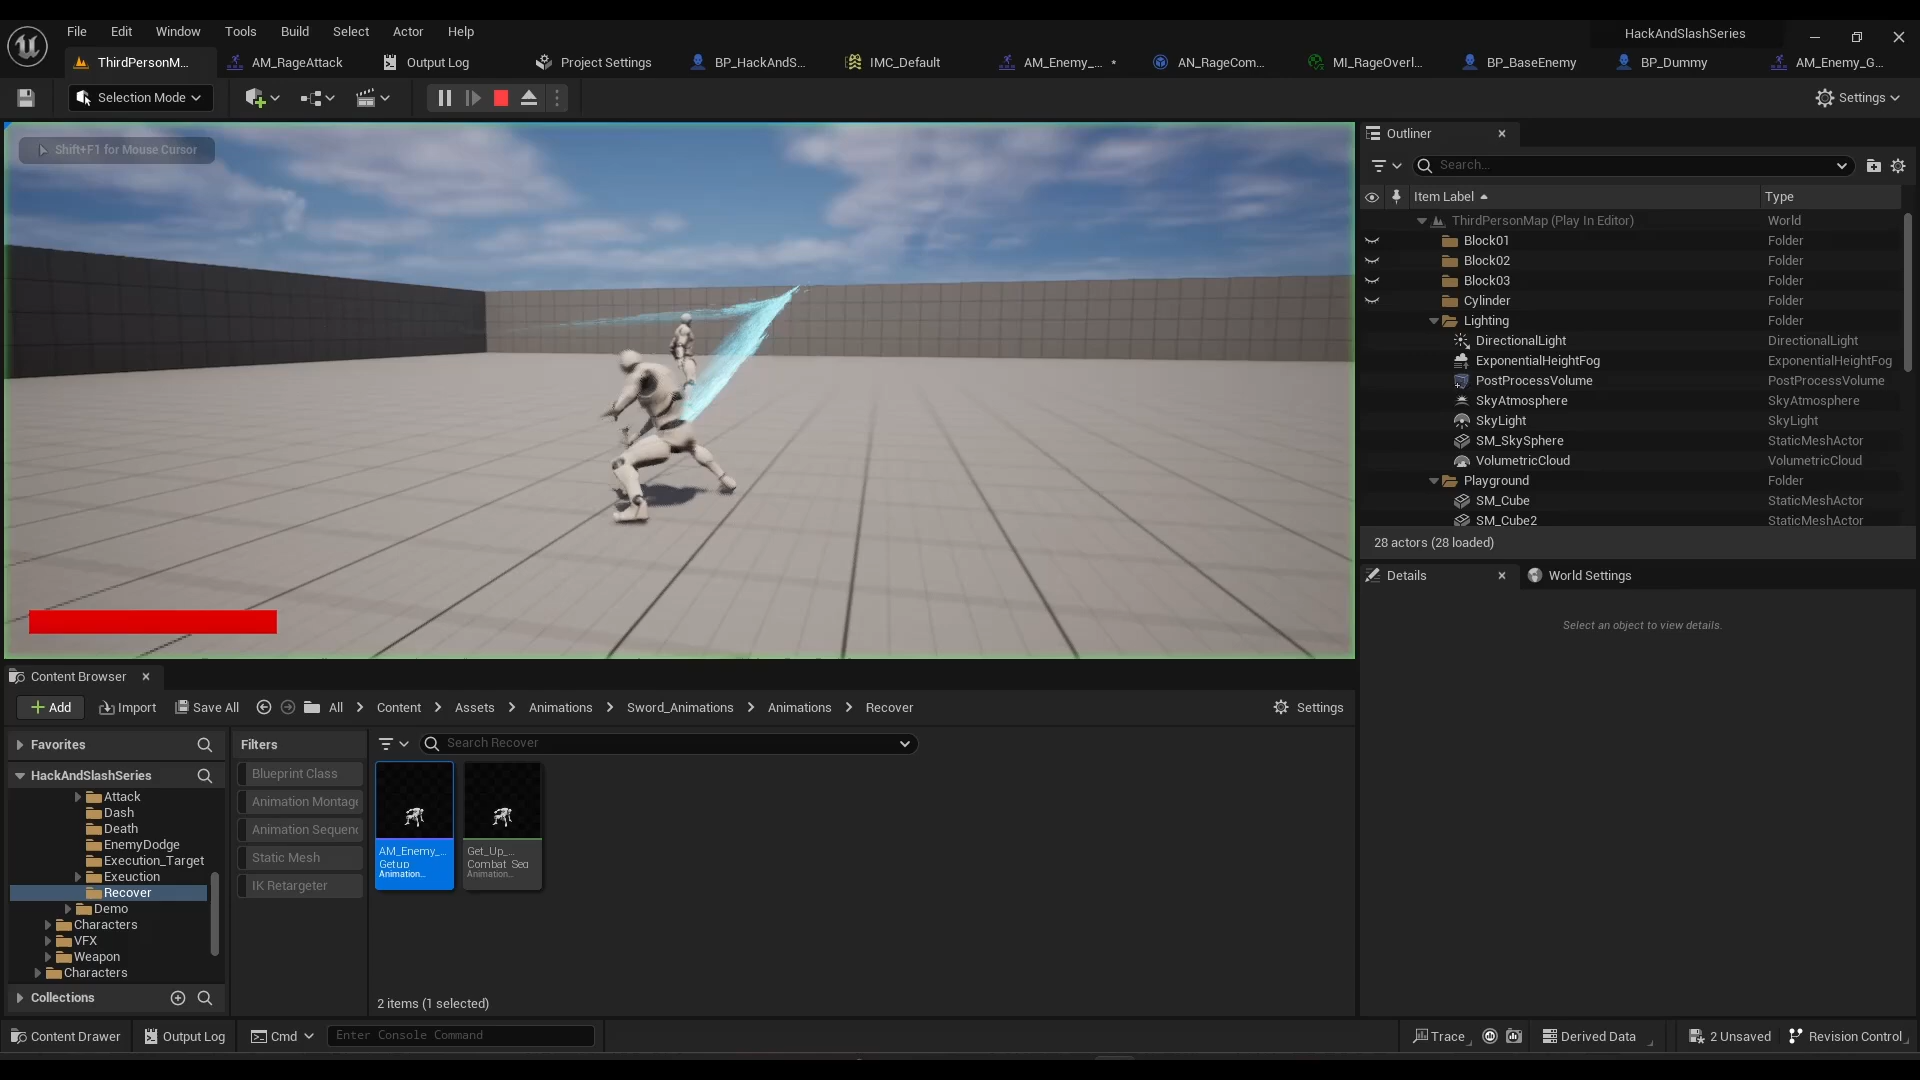 File Edit Window Tools Build Select Actor Help
HackAndSlashSeries
ThirdPersonM... AM_RageAttack Output Log Project Settings BP_HackAndS... IMC_Default AM_Enemy_... • AN_RageCom... MI_RageOverl... BP_BaseEnemy BP_Dummy AM_Enemy_G...
Selection Mode
Settings
Shift+F1 for Mouse Cursor
Outliner
Search...
Item Label Type
ThirdPersonMap (Play In Editor) World
Block01 Folder
Block02 Folder
Block03 Folder
Cylinder Folder
Lighting Folder
DirectionalLight DirectionalLight
ExponentialHeightFog ExponentialHeightFog
PostProcessVolume PostProcessVolume
SkyAtmosphere SkyAtmosphere
SkyLight SkyLight
SM_SkySphere StaticMeshActor
VolumetricCloud VolumetricCloud
Playground Folder
SM_Cube StaticMeshActor
SM_Cube2 StaticMeshActor
28 actors (28 loaded)
Details World Settings
Select an object to view details.
Content Browser
Add Import Save All All Content Assets Animations Sword_Animations Animations Recover Settings
Favorites
HackAndSlashSeries
Attack
Dash
Death
EnemyDodge
Execution_Target
Exeuction
Recover
Demo
Characters
VFX
Weapon
Characters
Collections
Filters
Blueprint Class
Animation Montage
Animation Sequenc
Static Mesh
IK Retargeter
Search Recover
AM_Enemy_...
Getup
Animation...
Get_Up_...
Combat_Seq
Animation...
2 items (1 selected)
Content Drawer Output Log Cmd Enter Console Command Trace Derived Data 2 Unsaved Revision Control